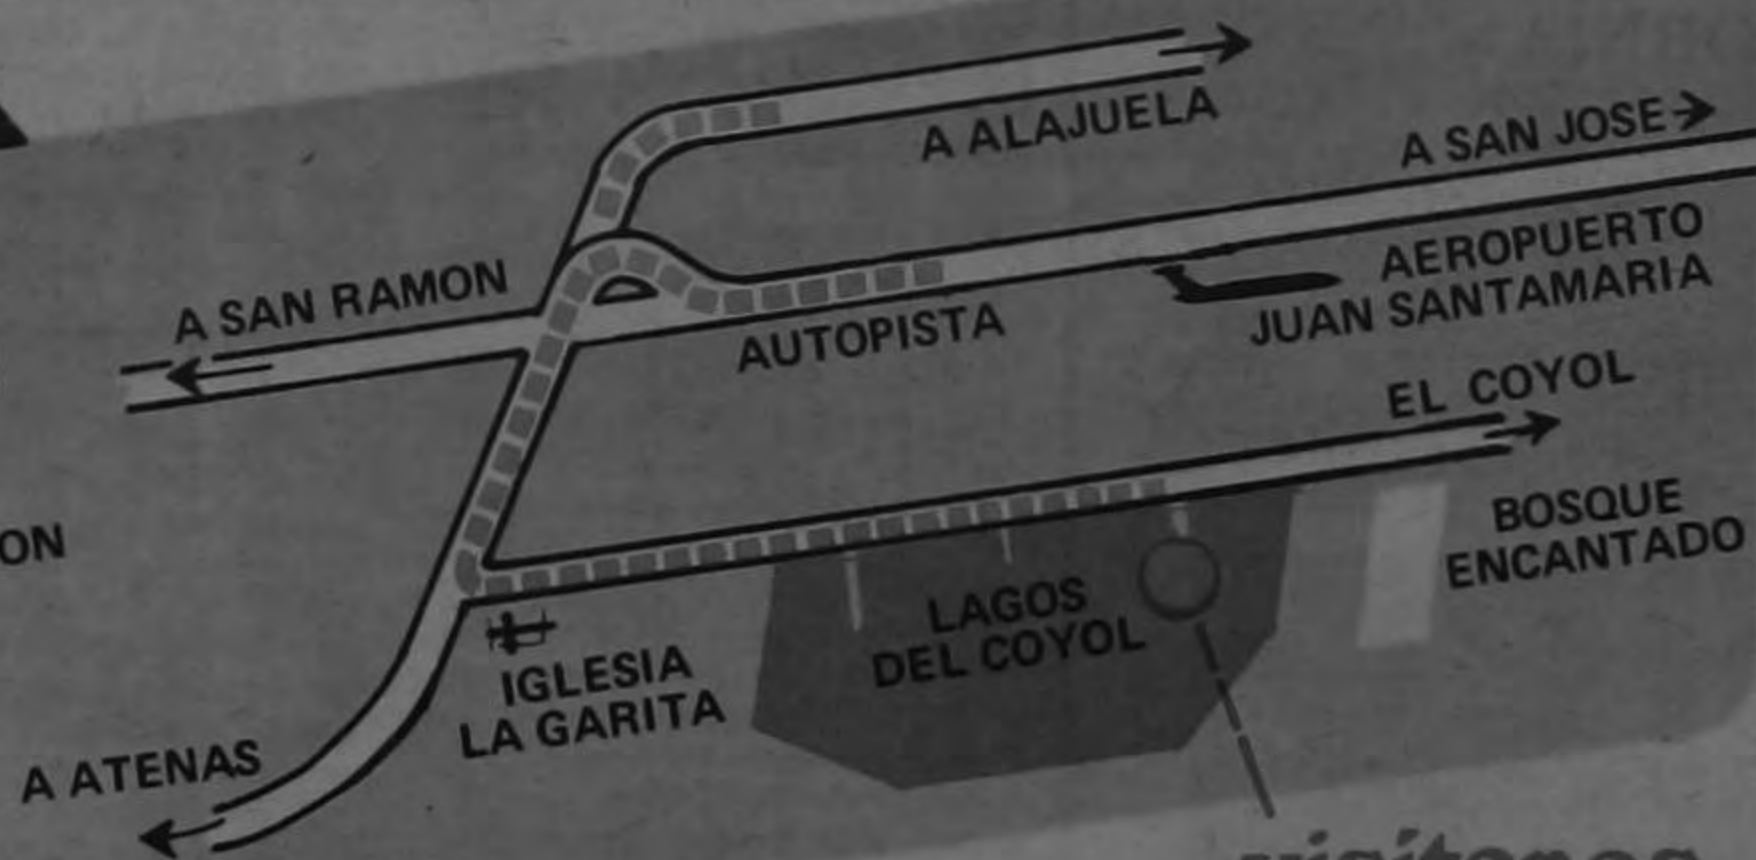 A ALAJUELA
A SAN JOSE
A SAN RAMON
AEROPUERTO
JUAN SANTAMARIA
AUTOPISTA
EL COYOL
BOSQUE
ENCANTADO
ON
LAGOS
DEL COYOL
IGLESIA
LA GARITA
A ATENAS
visítenos